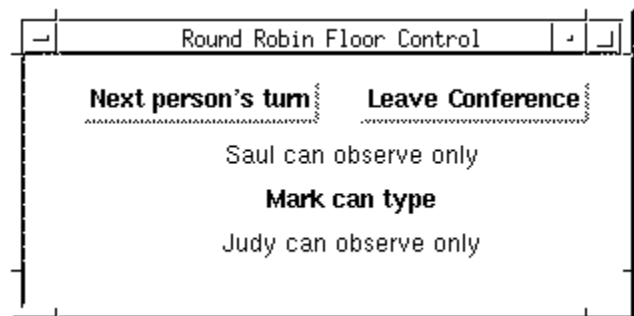 Round Robin Floor Control
Next person's turn Leave Conference
Saul can observe only
Mark can type
Judy can observe only